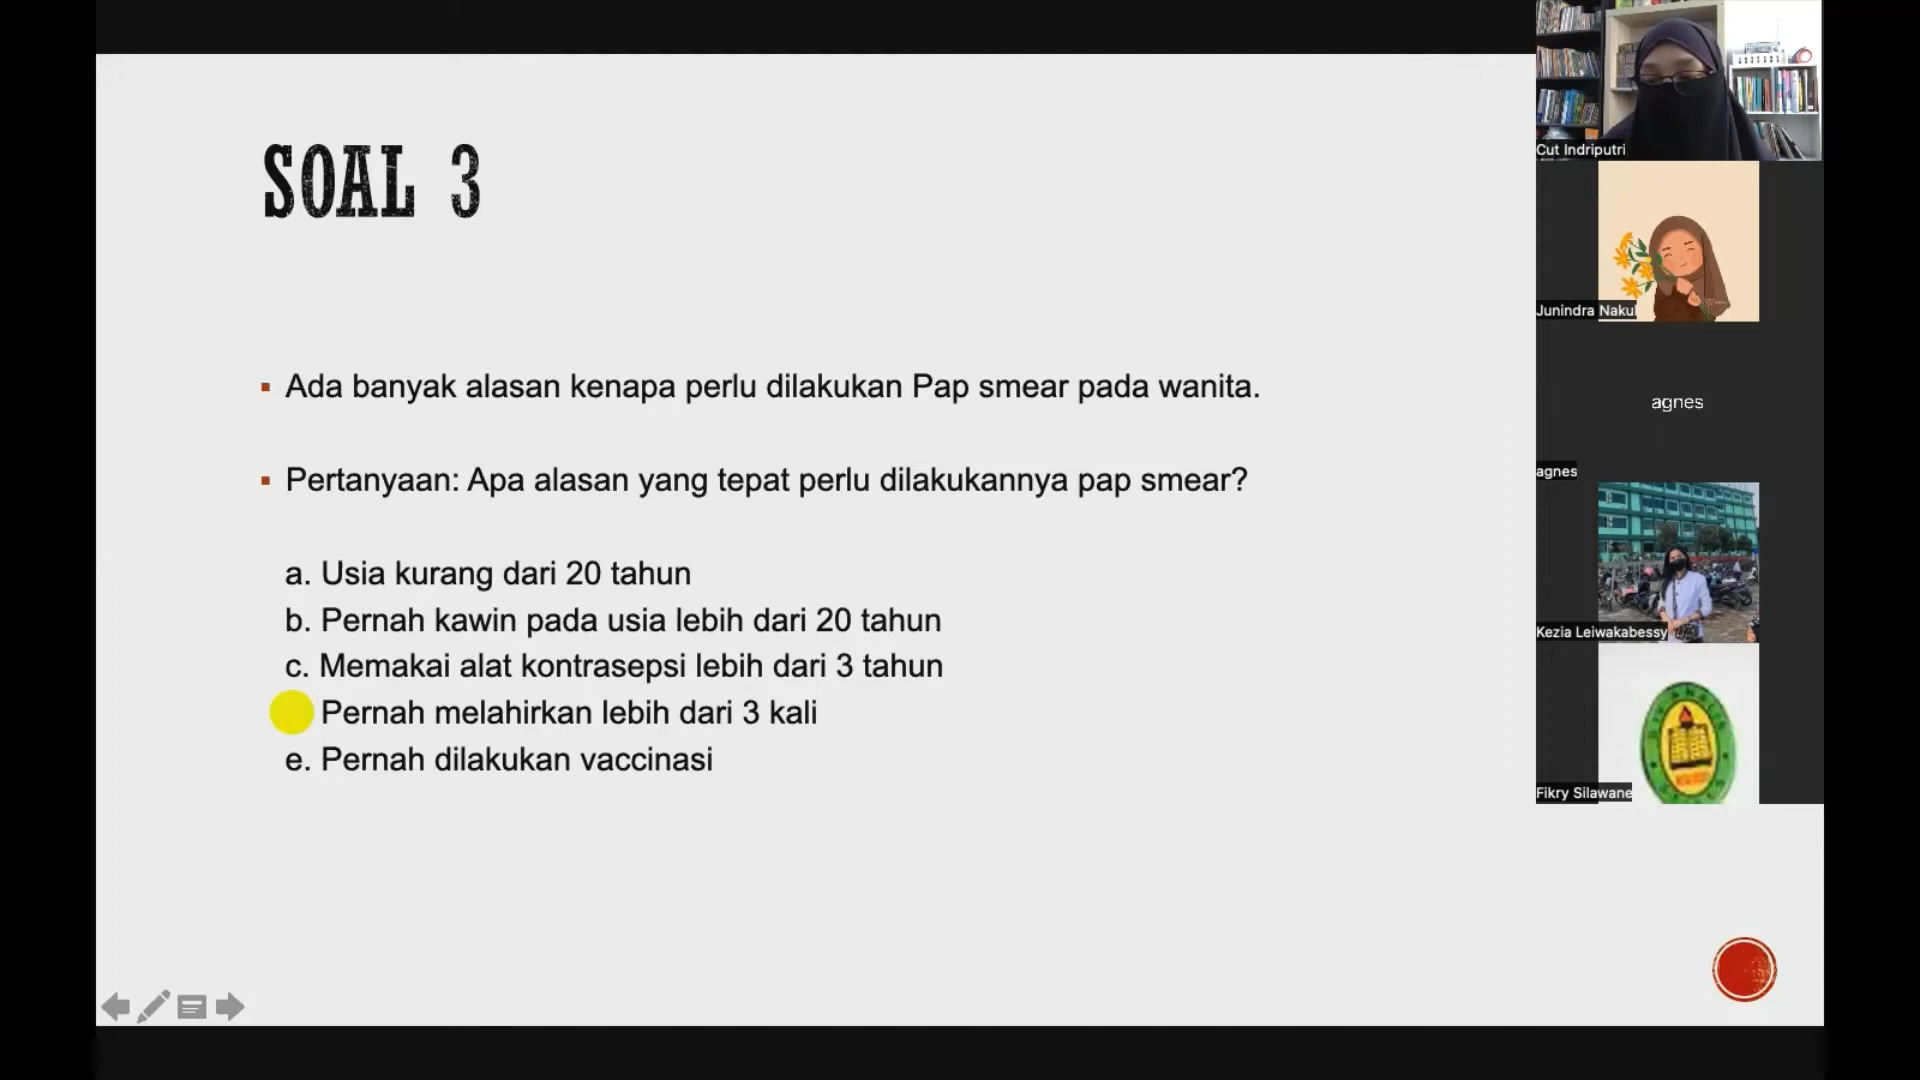 SOAL 3
Ada banyak alasan kenapa perlu dilakukan Pap smear pada wanita.
Pertanyaan: Apa alasan yang tepat perlu dilakukannya pap smear?
a. Usia kurang dari 20 tahun
b. Pernah kawin pada usia lebih dari 20 tahun
c. Memakai alat kontrasepsi lebih dari 3 tahun
Pernah melahirkan lebih dari 3 kali
e. Pernah dilakukan vaccinasi
Cut Indriputri
Junindra Nakul
agnes
agnes
Kezia Leiwakabessy
Fikry Silawane